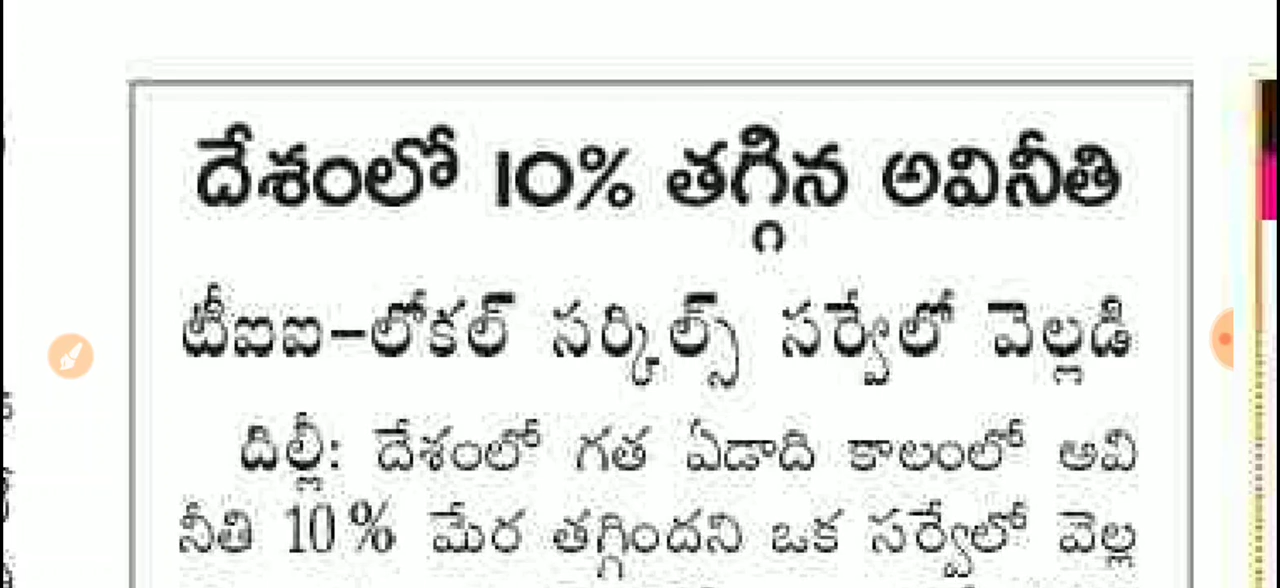 దేశంలో 10% తగ్గిన అవినీతి
టీఐఐ-లోకల్ సర్కిల్స్ సర్వేలో వెల్లడి
దిల్లీ: దేశంలో గత ఏడాది కాలంలో అవి
నీతి 10% మేర తగ్గిందని ఒక సర్వేలో వెల్ల